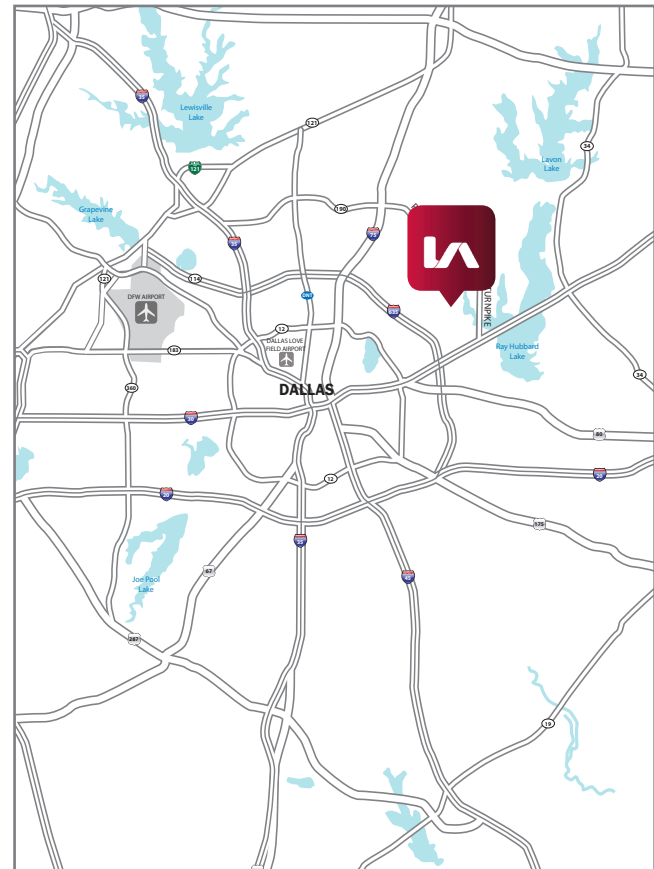 35
Lewisville
Lake
121
121
34
Lavon
Lake
Grapevine
Lake
190
75
35
121
114
DFW AIRPORT
DNT
635
TURNPIKE
12
DALLAS LOVE
FIELD AIRPORT
183
Ray Hubbard
Lake
360
DALLAS
34
30
80
12
20
20
175
35
45
67
Joe Pool
Lake
287
19